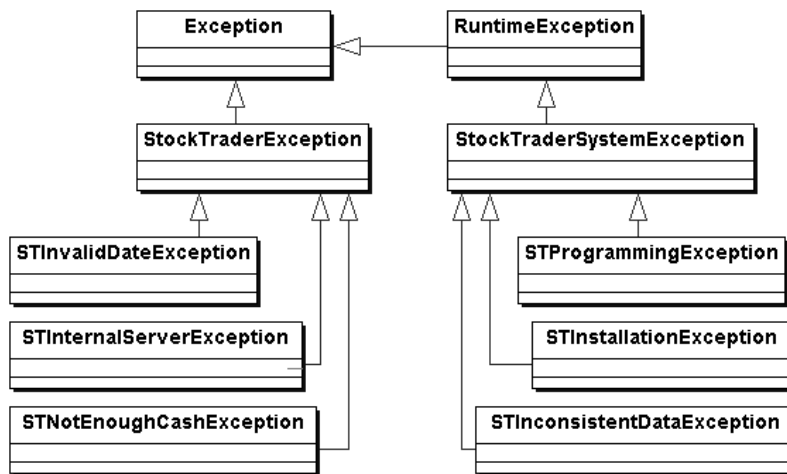 Exception
RuntimeException
StockTraderException
StockTraderSystemException
STInvalidDateException
STProgrammingException
STInternalServerException
STInstallationException
STNotEnoughCashException
STInconsistentDataException